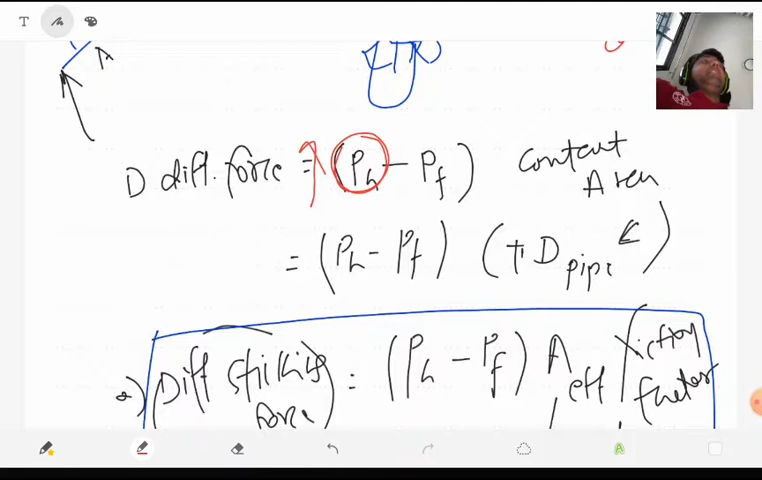 A
D diff. force = (Ph - Pf) Contact Area
= (Ph - Pf) (π D pipe L)
Diff sticking force = (Ph - Pf) A eff friction factor